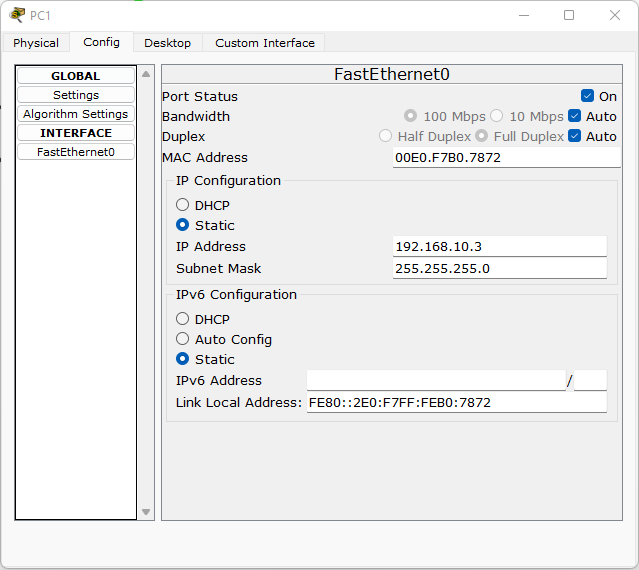 PC1
Physical Config Desktop Custom Interface
GLOBAL
Settings
Algorithm Settings
INTERFACE
FastEthernet0
FastEthernet0
Port Status On
Bandwidth 100 Mbps 10 Mbps Auto
Duplex Half Duplex Full Duplex Auto
MAC Address 00E0.F7B0.7872
IP Configuration
DHCP
Static
IP Address 192.168.10.3
Subnet Mask 255.255.255.0
IPv6 Configuration
DHCP
Auto Config
Static
IPv6 Address /
Link Local Address: FE80::2E0:F7FF:FEB0:7872